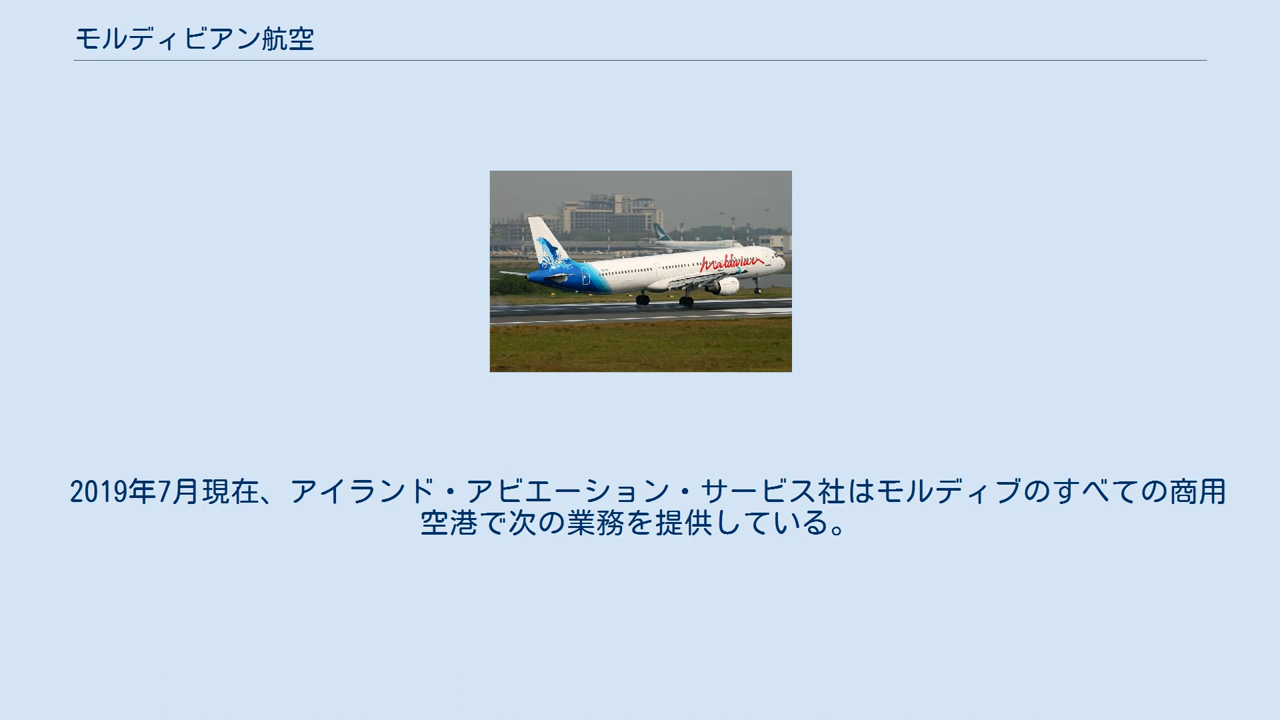 モルディビアン航空
maldivian
2019年7月現在、アイランド・アビエーション・サービス社はモルディブのすべての商用
空港で次の業務を提供している。